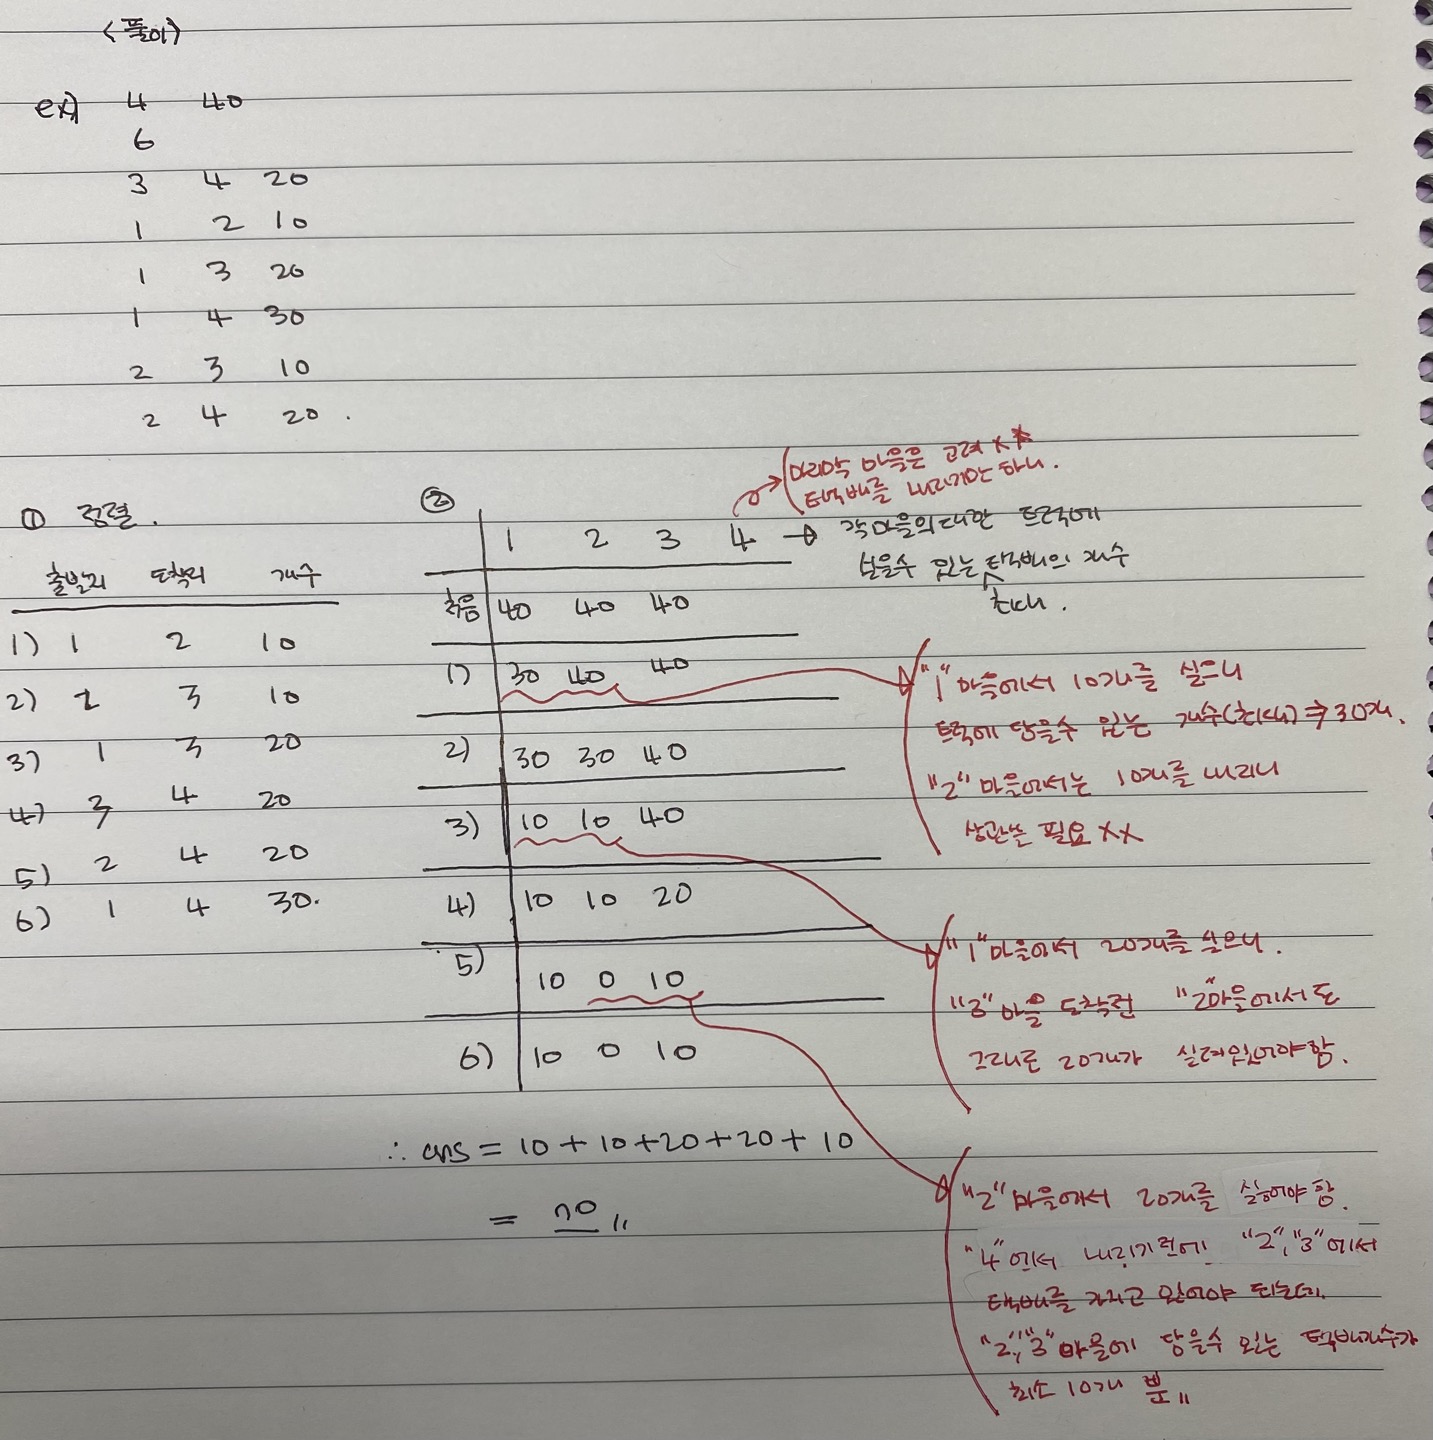 <풀이>
ex) 4 40
6
3 4 20
1 2 10
1 3 20
1 4 30
2 3 10
2 4 20 .
① 정렬.
출발지 도착지 개수
1) 1 2 10
2) 2 3 10
3) 1 3 20
4) 3 4 20
5) 2 4 20
6) 1 4 30.
②
마지막 마을은 고려 XX
택배를 내리기만 하니.
1 2 3 4 → 각 마을의 대한 트럭에
실을수 있는 택배의 개수
최대.
처음 40 40 40
1) 30 40 40
2) 30 30 40
3) 10 10 40
4) 10 10 20
5) 10 0 10
6) 10 0 10
∴ ans = 10 + 10 + 20 + 20 + 10
= 70 〃
"1" 마을에서 10개를 실으니
트럭에 담을수 있는 개수(최대) → 30개.
"2" 마을에서는 10개를 내리니
상관쓸 필요 XX
"1" 마을에서 20개를 실으니.
"3" 마을 도착전 "2"마을에서도
그대로 20개가 실려있어야함.
"2" 마을에서 20개를 실어야 함.
"4"에서 내리기전에 "2", "3"에서
택배를 가지고 있어야 되는데.
"2", "3" 마을에 담을수 있는 택배개수가
최소 10개 뿐〃